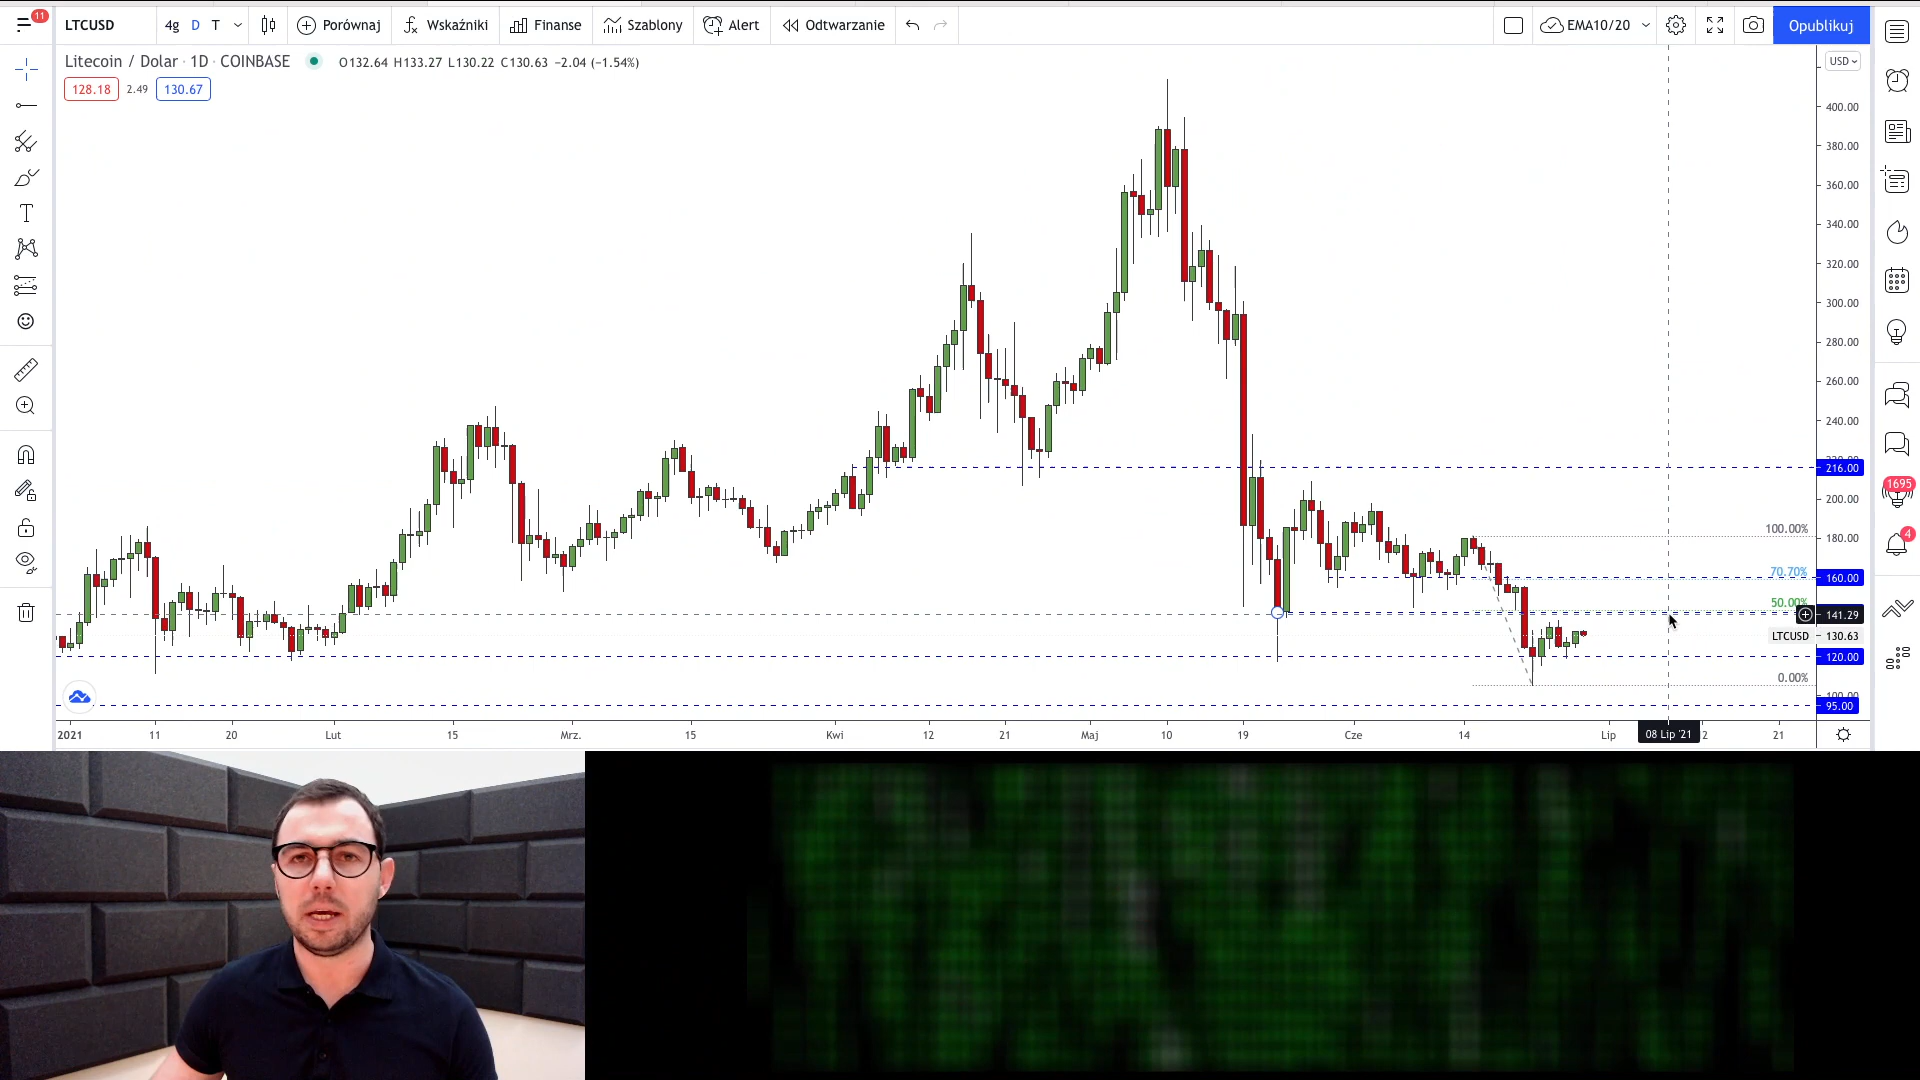 11
LTCUSD
4g D T
Porównaj
Wskaźniki
Finanse
Szablony
Alert
Odtwarzanie
EMA10/20
Opublikuj
Litecoin / Dolar · 1D · COINBASE
O132.64 H133.27 L130.22 C130.63 −2.04 (−1.54%)
128.18 2.49 130.67
USD
400.00
380.00
360.00
340.00
320.00
300.00
280.00
260.00
240.00
216.00
200.00
1695
100.00%
180.00
4
70.70%
160.00
50.00%
141.29
LTCUSD 130.63
120.00
0.00%
100.00
95.00
2021 11 20 Lut 15 Mrz. 15 Kwi 12 21 Maj 10 19 Cze 14 Lip 08 Lip '21 2 21